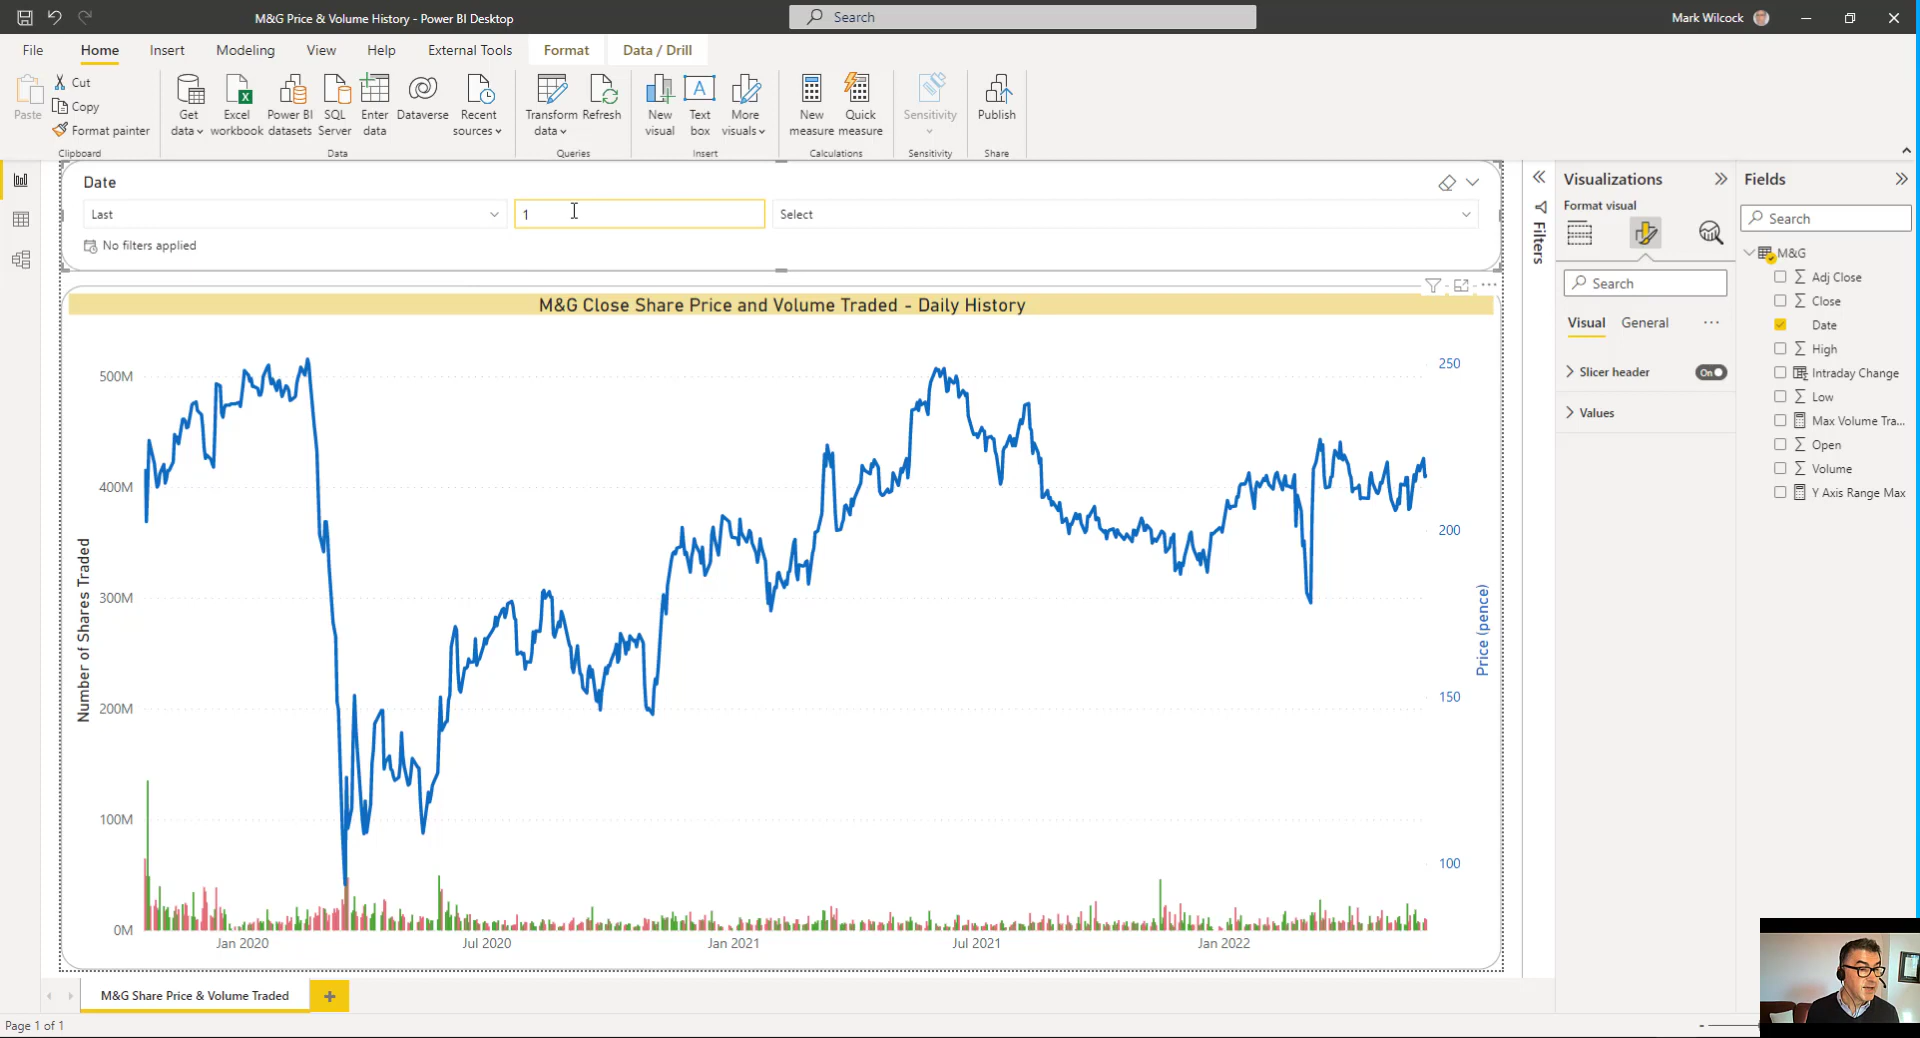 M&G Price & Volume History - Power BI Desktop
Search
Mark Wilcock
File Home Insert Modeling View Help External Tools Format Data / Drill
Paste
Cut
Copy
Format painter
Get data
Excel workbook
Power BI datasets
SQL Server
Enter data
Dataverse
Recent sources
Transform data
Refresh
New visual
Text box
More visuals
New measure
Quick measure
Sensitivity
Publish
Clipboard Data Queries Insert Calculations Sensitivity Share
Date
Last 1 Select
No filters applied
M&G Close Share Price and Volume Traded - Daily History
Number of Shares Traded
500M
400M
300M
200M
100M
0M
250
200
150
100
Price (pence)
Jan 2020 Jul 2020 Jan 2021 Jul 2021 Jan 2022
Filters
Visualizations
Format visual
Search
Visual General
Slicer header On
Values
Fields
Search
M&G
Adj Close
Close
Date
High
Intraday Change
Low
Max Volume Tra...
Open
Volume
Y Axis Range Max
M&G Share Price & Volume Traded
Page 1 of 1